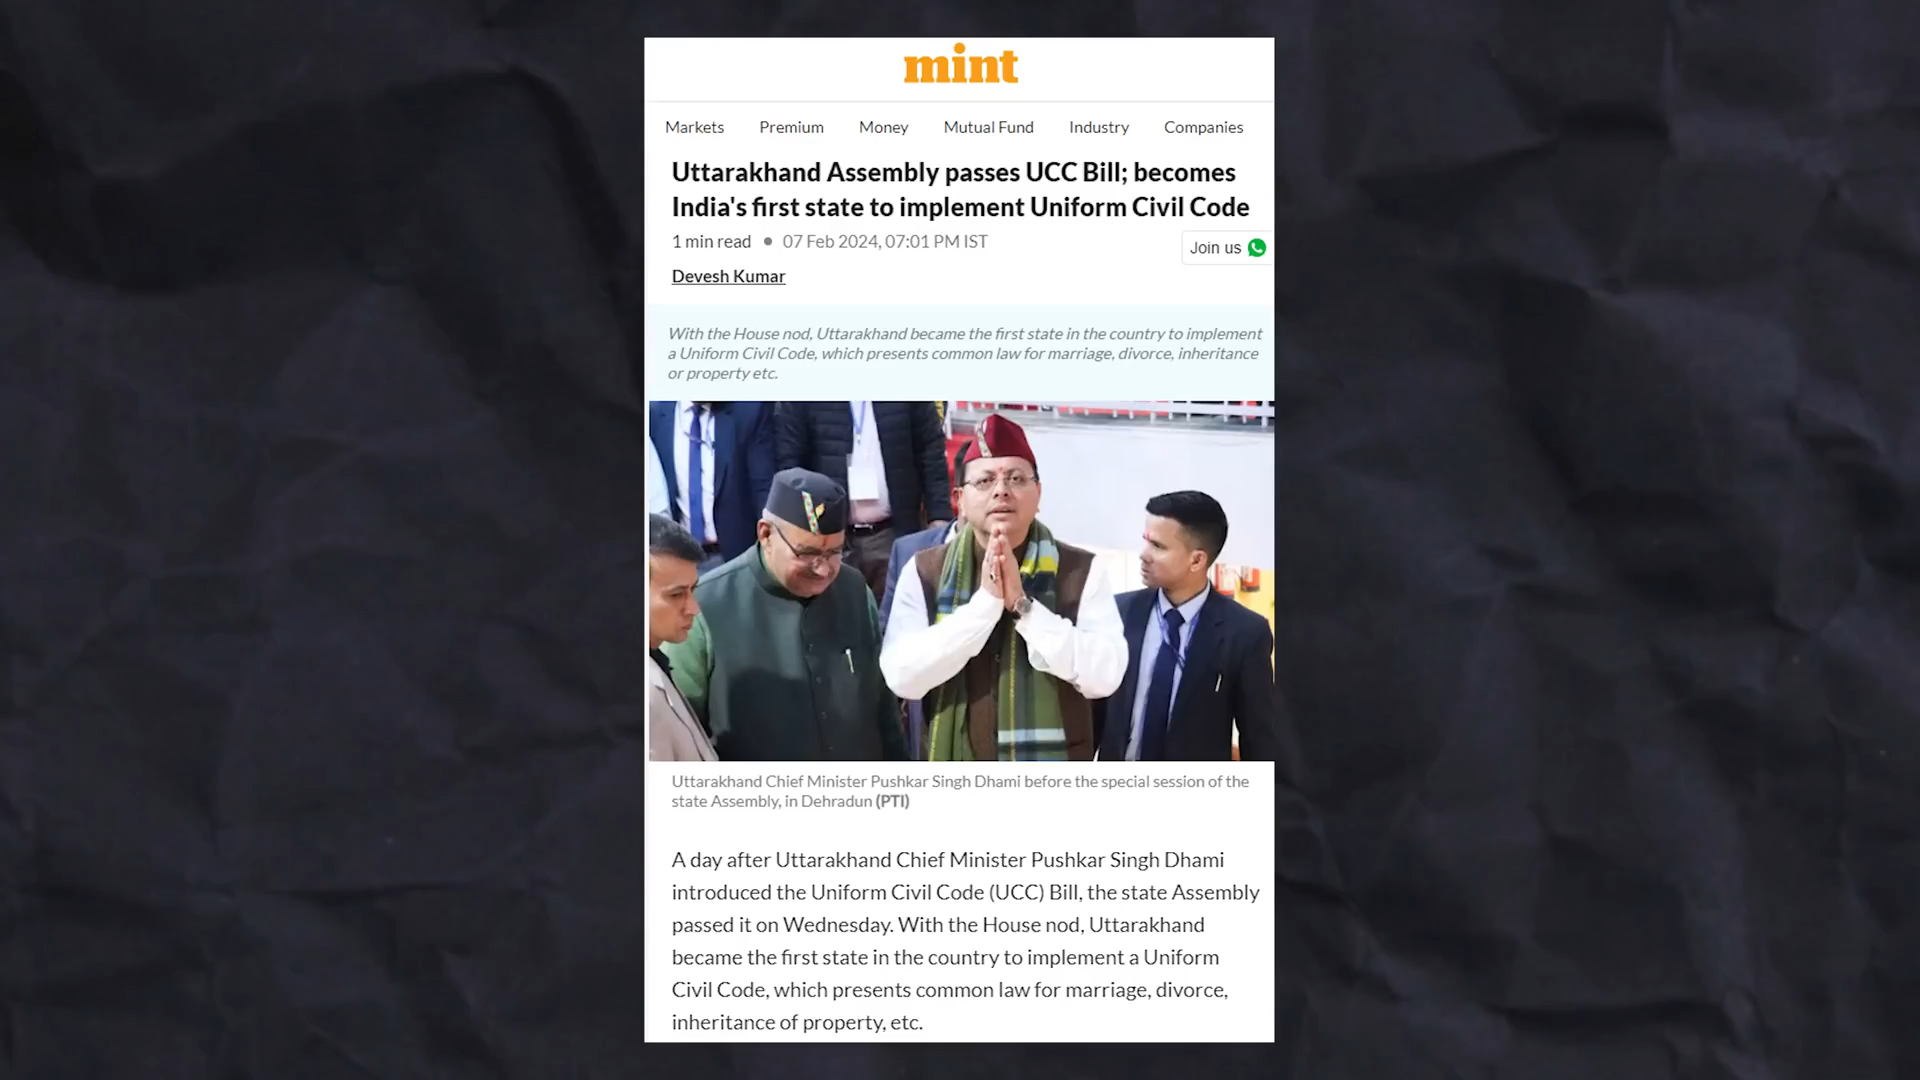 mint
Markets Premium Money Mutual Fund Industry Companies
Uttarakhand Assembly passes UCC Bill; becomes
India's first state to implement Uniform Civil Code
1 min read ● 07 Feb 2024, 07:01 PM IST
Join us
Devesh Kumar
With the House nod, Uttarakhand became the first state in the country to implement
a Uniform Civil Code, which presents common law for marriage, divorce, inheritance
or property etc.
Uttarakhand Chief Minister Pushkar Singh Dhami before the special session of the
state Assembly, in Dehradun (PTI)
A day after Uttarakhand Chief Minister Pushkar Singh Dhami
introduced the Uniform Civil Code (UCC) Bill, the state Assembly
passed it on Wednesday. With the House nod, Uttarakhand
became the first state in the country to implement a Uniform
Civil Code, which presents common law for marriage, divorce,
inheritance of property, etc.